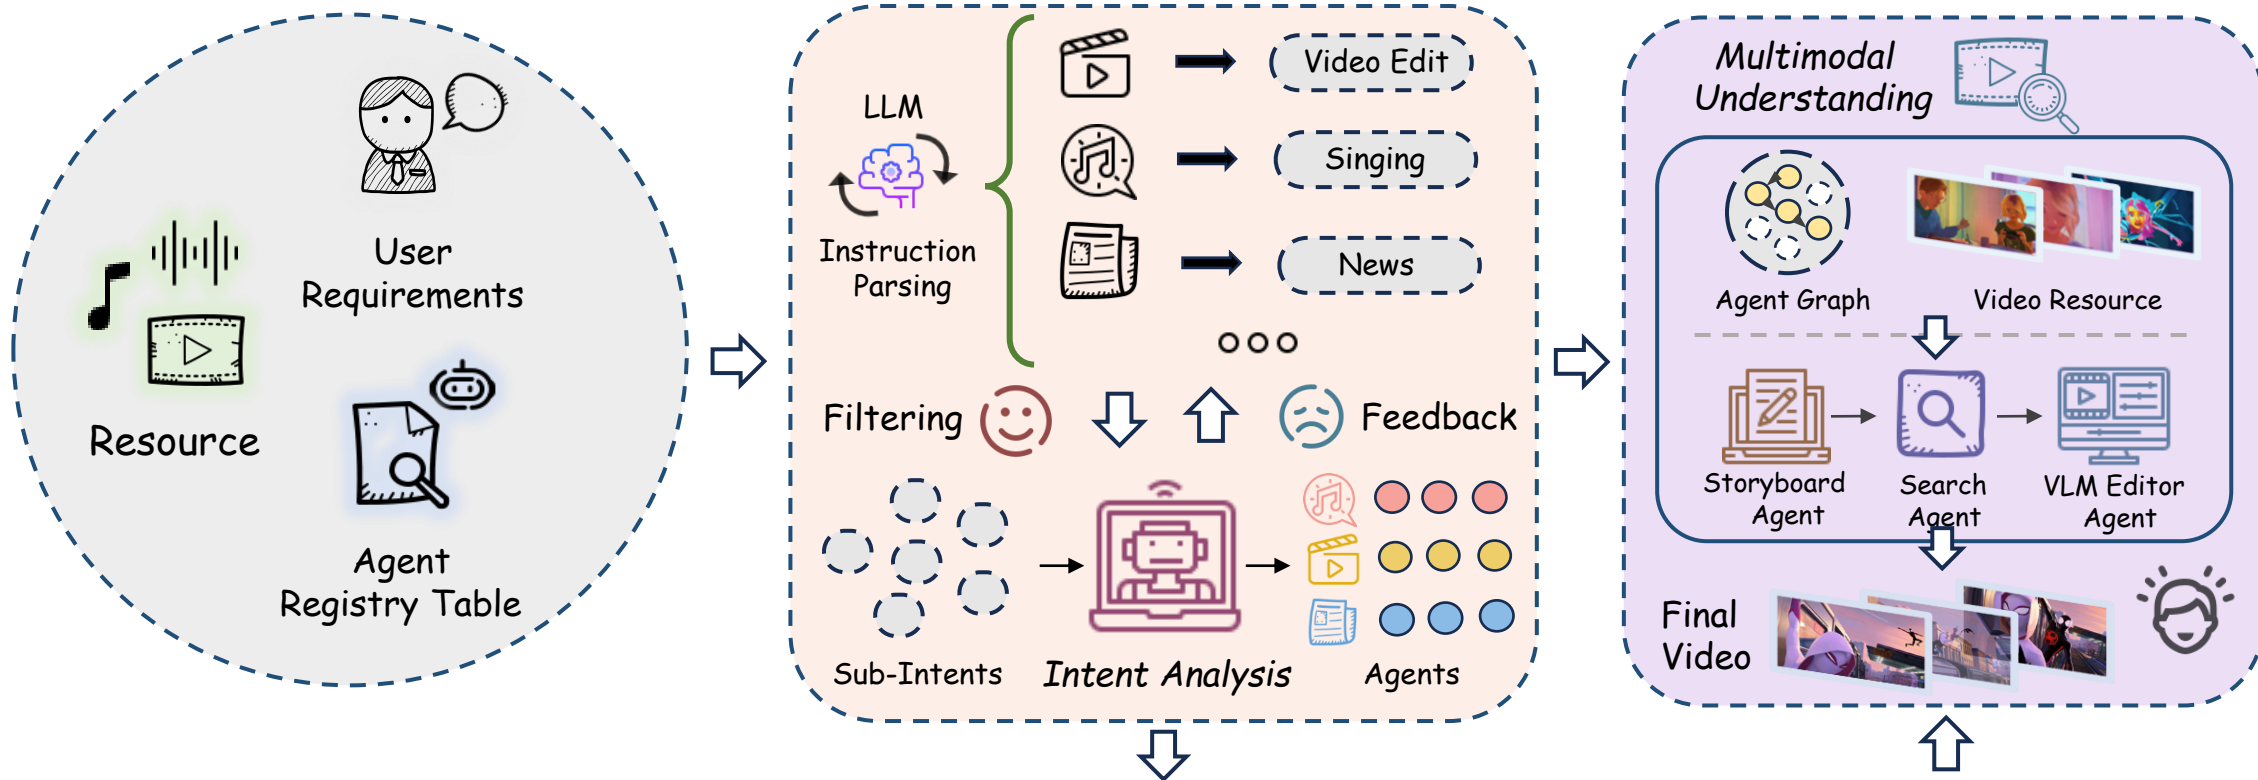 User
Requirements
Resource
Agent
Registry Table
LLM
Instruction
Parsing
Video Edit
Singing
News
Filtering
Feedback
Sub-Intents
Intent Analysis
Agents
Multimodal
Understanding
Agent Graph
Video Resource
Storyboard
Agent
Search
Agent
VLM Editor
Agent
Final
Video